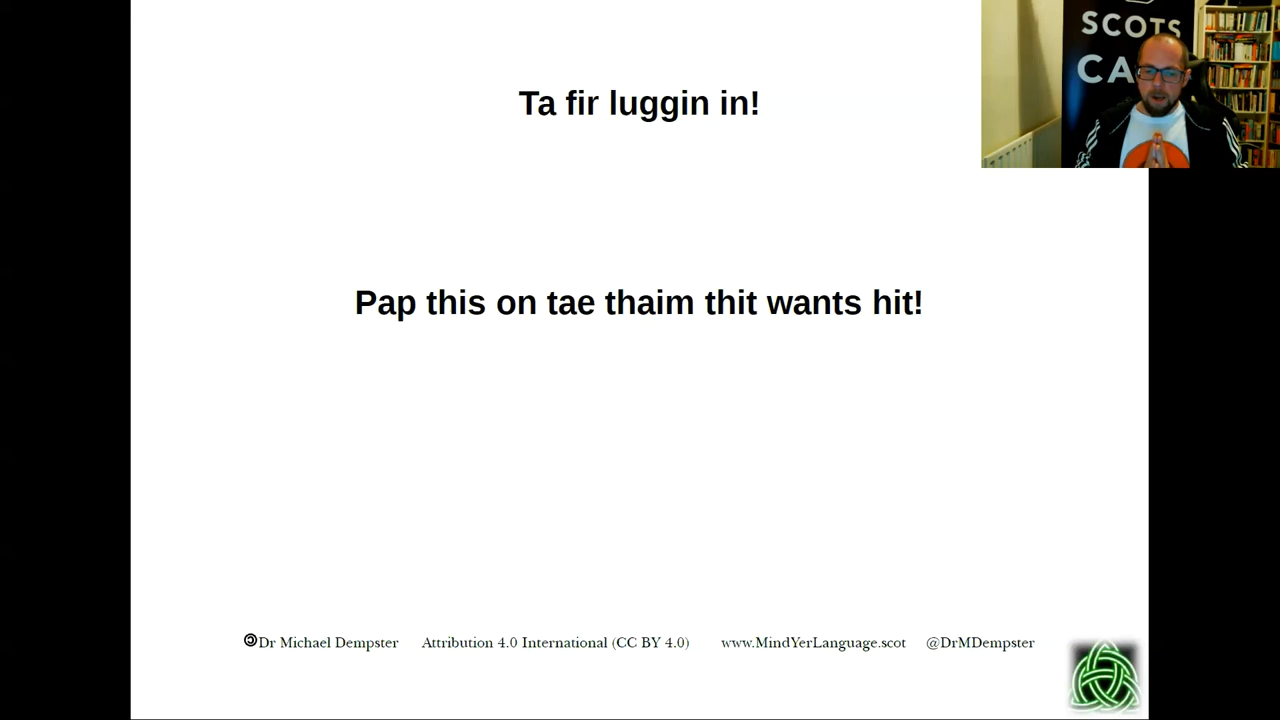 SCOTS
CA
Ta fir luggin in!
Pap this on tae thaim thit wants hit!
Dr Michael Dempster Attribution 4.0 International (CC BY 4.0) www.MindYerLanguage.scot @DrMDempster